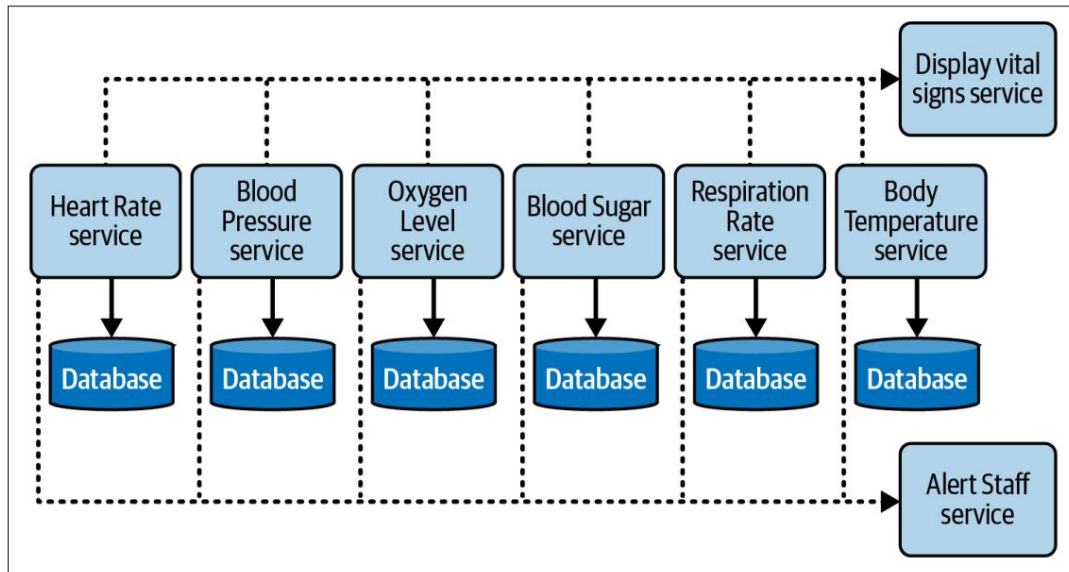 Display vital
signs service
Heart Rate
service
Blood
Pressure
service
Oxygen
Level
service
Blood Sugar
service
Respiration
Rate
service
Body
Temperature
service
Database
Database
Database
Database
Database
Database
Alert Staff
service